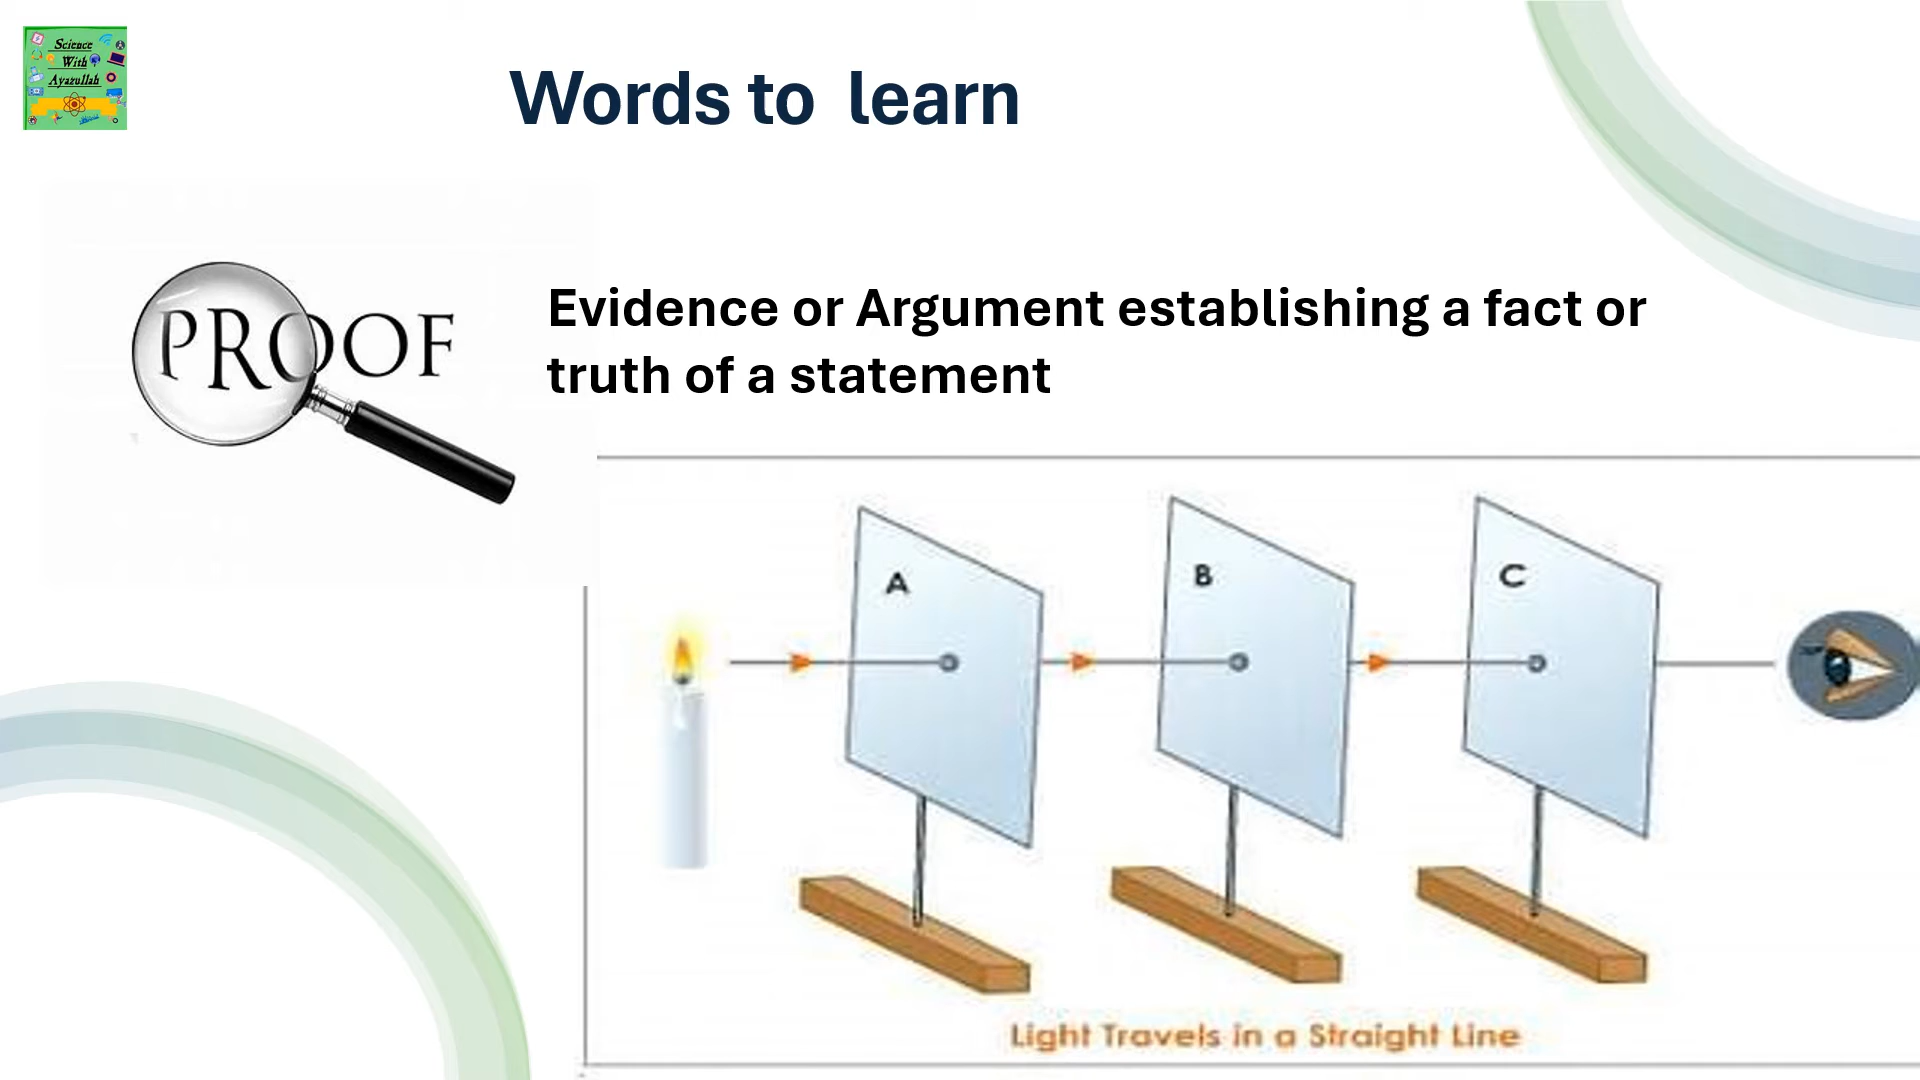 Science
With
Ayazullah
Words to learn
PROOF
Evidence or Argument establishing a fact or
truth of a statement
A
B
C
Light Travels in a Straight Line